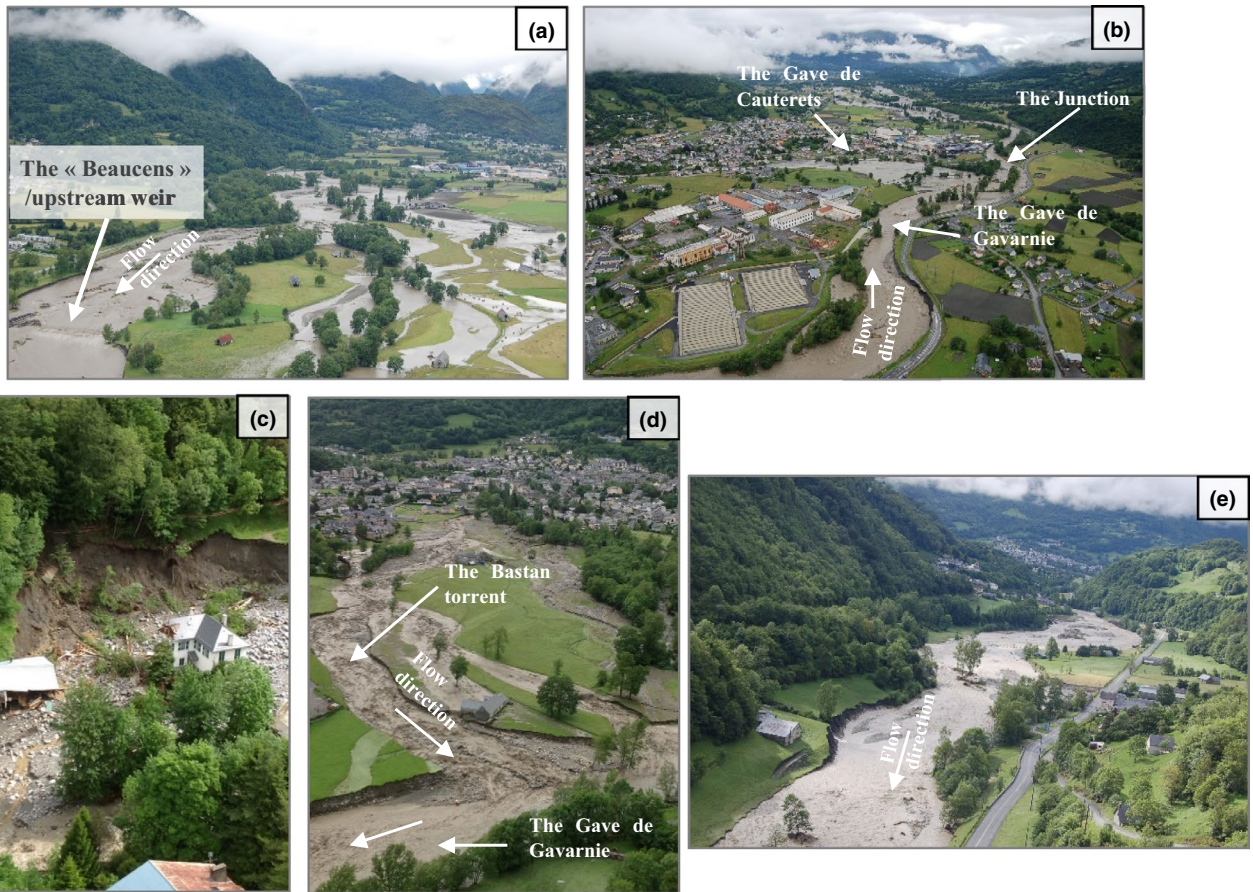 (a)
The « Beaucens »
/upstream weir
Flow
direction
(b)
The Gave de
Cauterets
The Junction
The Gave de
Gavarnie
Flow
direction
(c)
(d)
The Bastan
torrent
Flow
direction
The Gave de
Gavarnie
(e)
Flow
direction